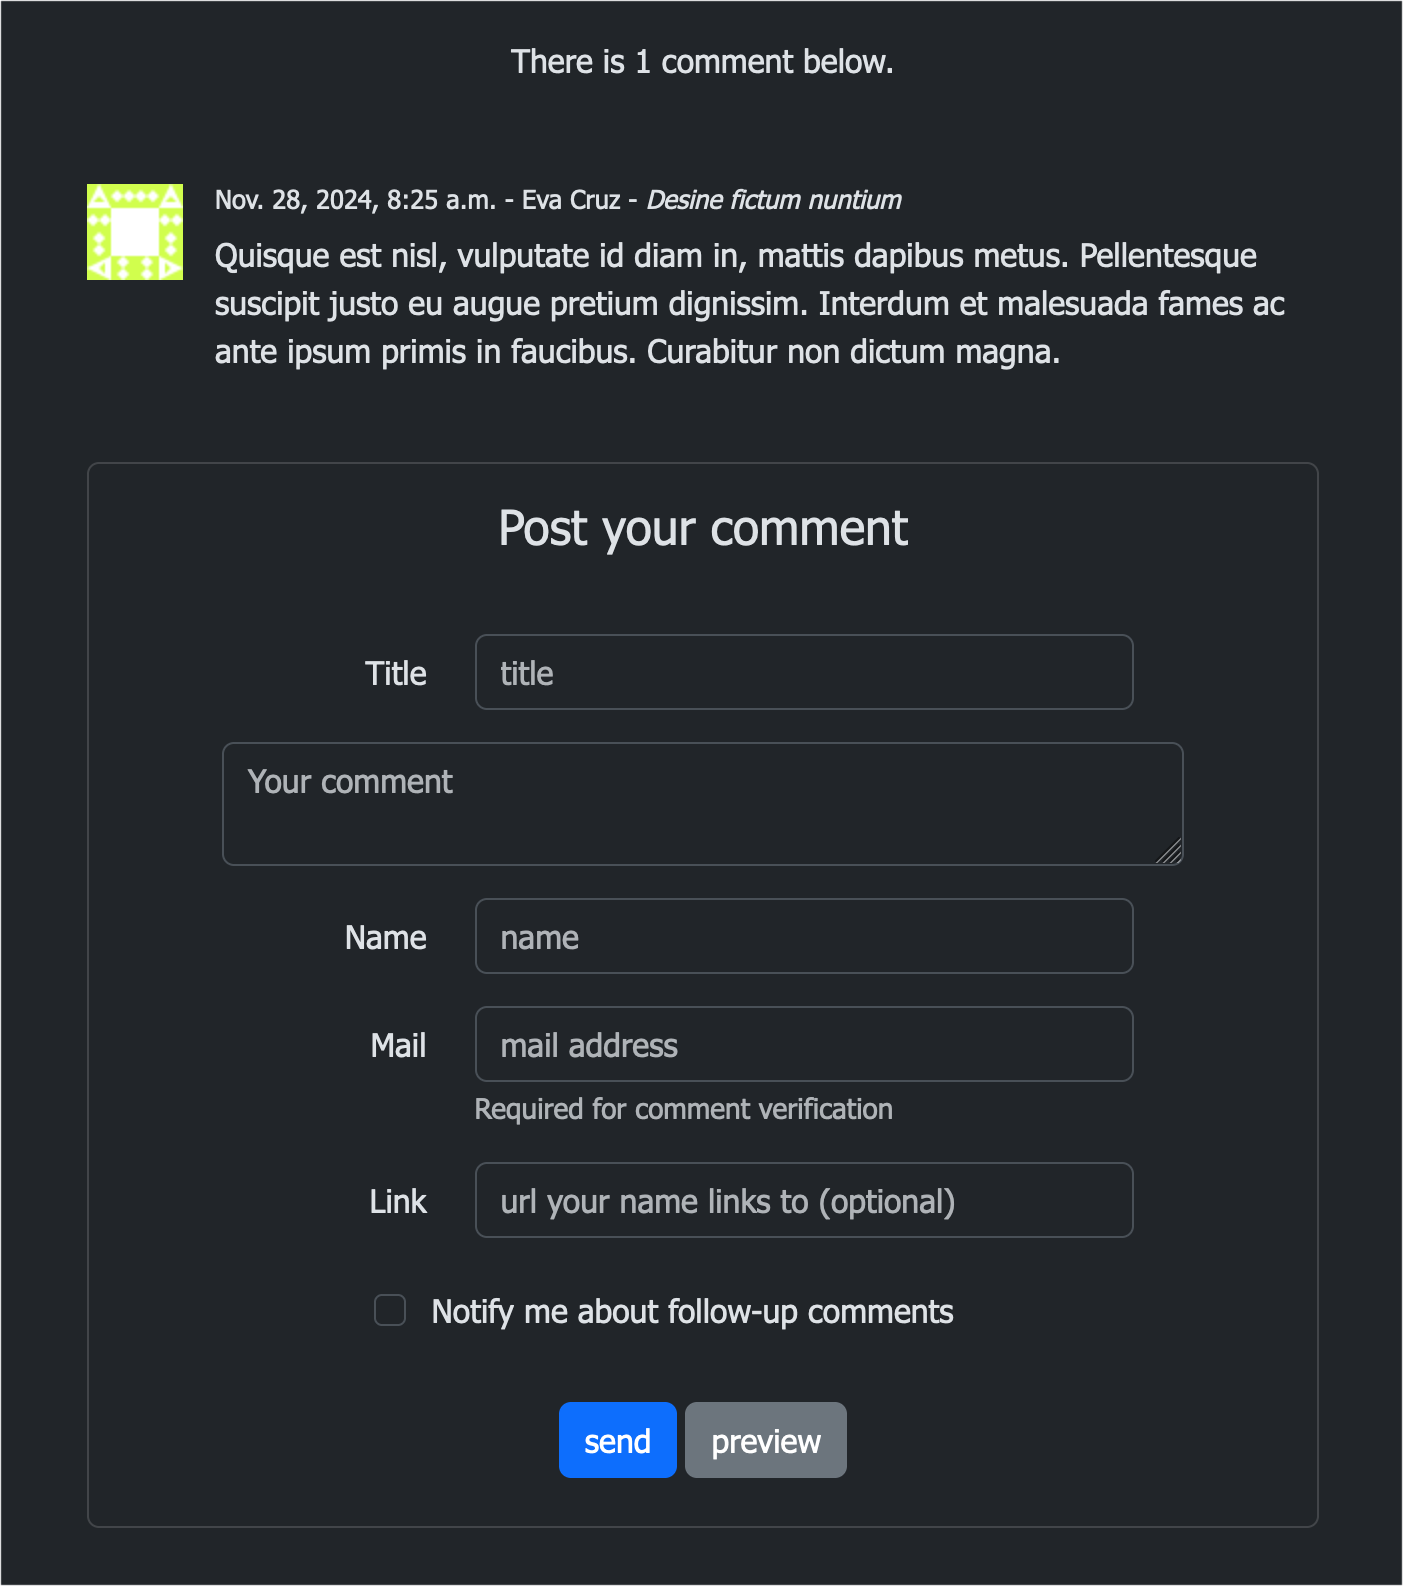 There is 1 comment below.
Nov. 28, 2024, 8:25 a.m. - Eva Cruz - Desine fictum nuntium
Quisque est nisl, vulputate id diam in, mattis dapibus metus. Pellentesque
suscipit justo eu augue pretium dignissim. Interdum et malesuada fames ac
ante ipsum primis in faucibus. Curabitur non dictum magna.
Post your comment
Title title
Your comment
Name name
Mail mail address
Required for comment verification
Link url your name links to (optional)
Notify me about follow-up comments
send preview